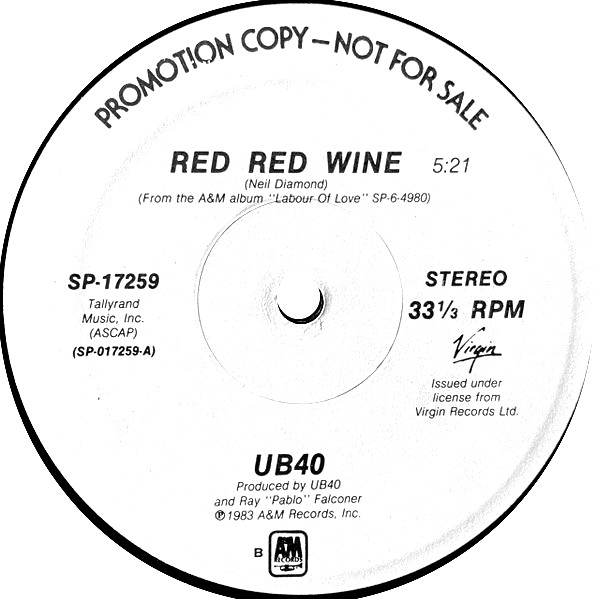 PROMOTION COPY—NOT FOR SALE
RED RED WINE 5:21
(Neil Diamond)
(From the A&M album "Labour Of Love" SP-6-4980)
SP-17259
Tallyrand
Music, Inc.
(ASCAP)
(SP-017259-A)
STEREO
33⅓ RPM
Virgin
Issued under
license from
Virgin Records Ltd.
UB40
Produced by UB40
and Ray "Pablo" Falconer
℗1983 A&M Records, Inc.
B
A&M
RECORDS